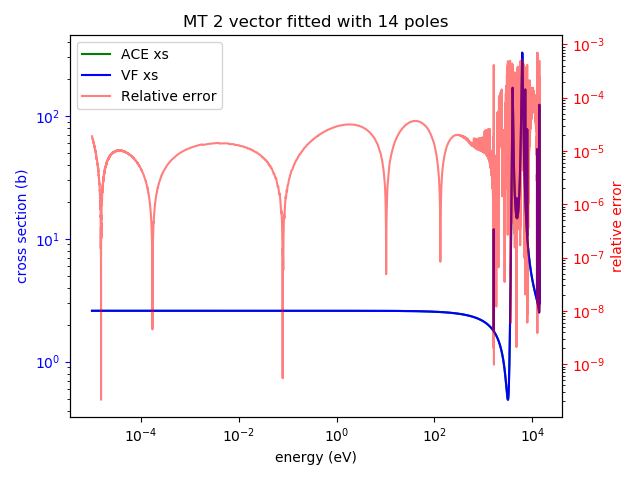 MT 2 vector fitted with 14 poles
ACE xs
VF xs
Relative error
cross section (b)
10²
10¹
10⁰
10⁻³
10⁻⁴
10⁻⁵
10⁻⁶
10⁻⁷
10⁻⁸
10⁻⁹
relative error
10⁻⁴
10⁻²
10⁰
10²
10⁴
energy (eV)